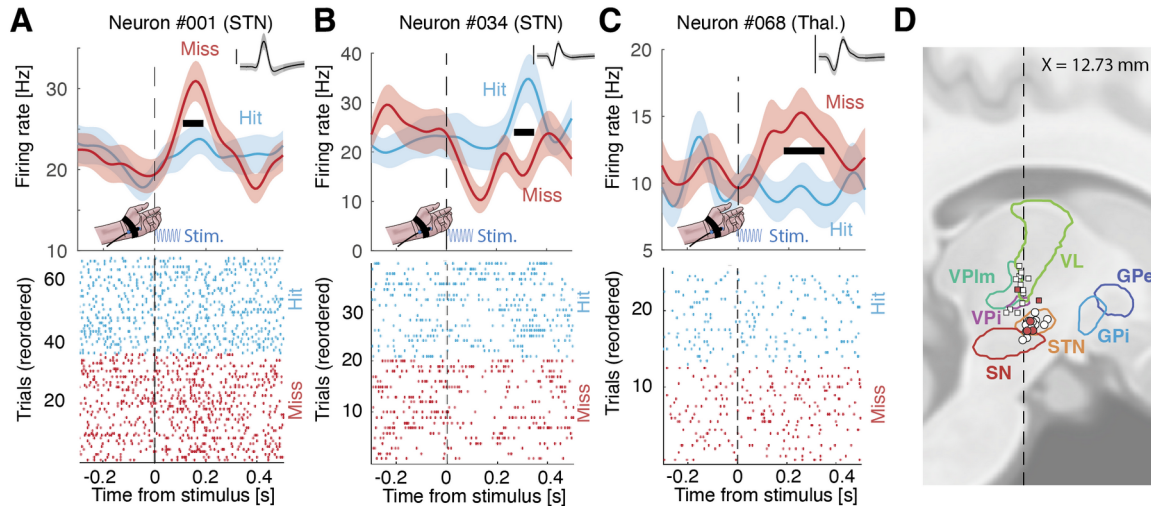 A
Neuron #001 (STN)
Miss
Hit
Firing rate [Hz]
30
20
10
Stim.
Trials (reordered)
60
40
20
Hit
Miss
-0.2 0 0.2 0.4
Time from stimulus [s]
B
Neuron #034 (STN)
Hit
Miss
Firing rate [Hz]
40
30
20
10
0
Stim.
Trials (reordered)
30
20
10
Hit
Miss
-0.2 0 0.2 0.4
Time from stimulus [s]
C
Neuron #068 (Thal.)
Miss
Hit
Firing rate [Hz]
20
15
10
5
Stim.
Trials (reordered)
20
10
Hit
Miss
-0.2 0 0.2 0.4
Time from stimulus [s]
D
X = 12.73 mm
VPlm
VL
GPe
VPi
GPi
STN
SN